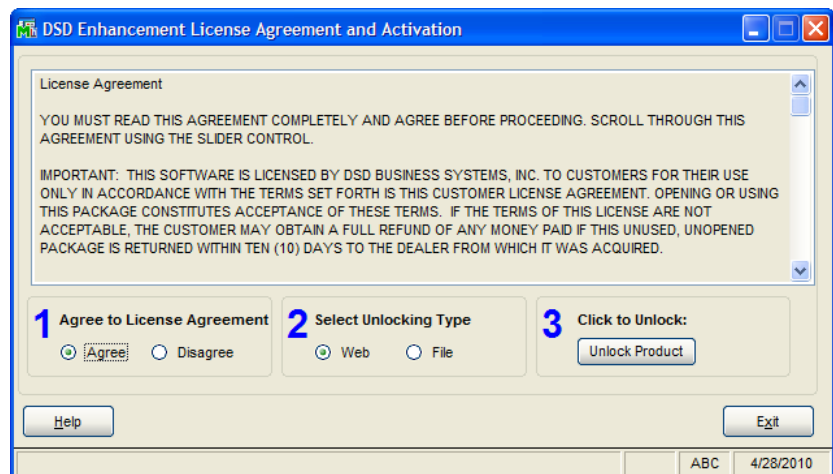 DSD Enhancement License Agreement and Activation
License Agreement
YOU MUST READ THIS AGREEMENT COMPLETELY AND AGREE BEFORE PROCEEDING. SCROLL THROUGH THIS
AGREEMENT USING THE SLIDER CONTROL.
IMPORTANT: THIS SOFTWARE IS LICENSED BY DSD BUSINESS SYSTEMS, INC. TO CUSTOMERS FOR THEIR USE
ONLY IN ACCORDANCE WITH THE TERMS SET FORTH IS THIS CUSTOMER LICENSE AGREEMENT. OPENING OR USING
THIS PACKAGE CONSTITUTES ACCEPTANCE OF THESE TERMS. IF THE TERMS OF THIS LICENSE ARE NOT
ACCEPTABLE, THE CUSTOMER MAY OBTAIN A FULL REFUND OF ANY MONEY PAID IF THIS UNUSED, UNOPENED
PACKAGE IS RETURNED WITHIN TEN (10) DAYS TO THE DEALER FROM WHICH IT WAS ACQUIRED.
1 Agree to License Agreement
Agree Disagree
2 Select Unlocking Type
Web File
3 Click to Unlock:
Unlock Product
Help Exit
ABC 4/28/2010